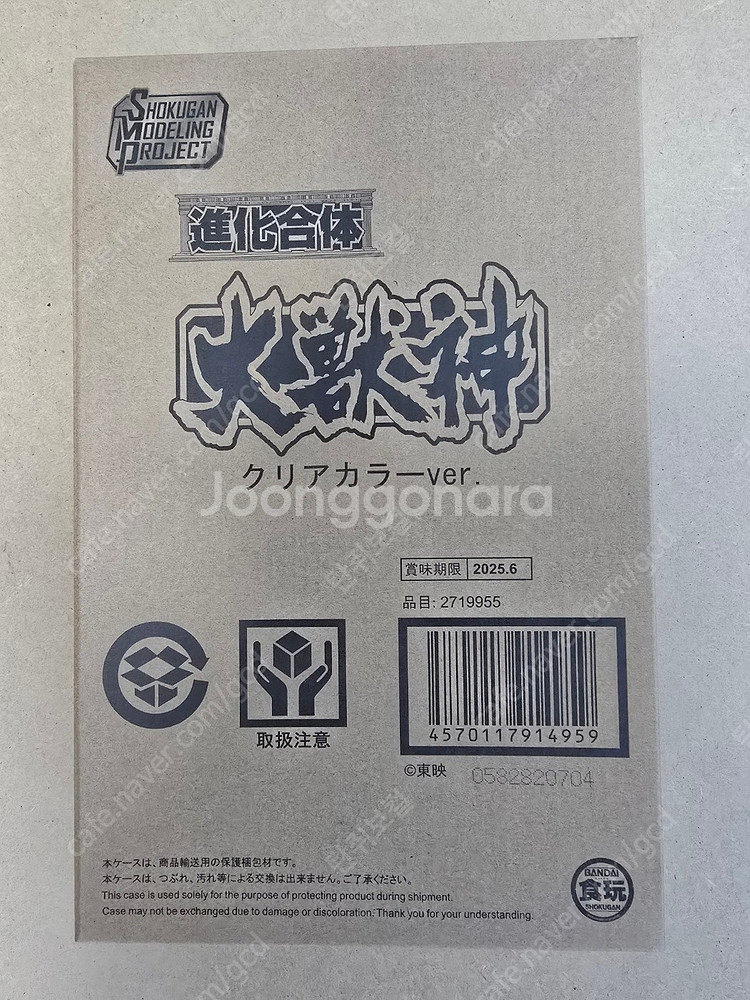 SHOKUGAN
MODELING
PROJECT
進化合体
大獣神
クリアカラーver.
Joonggonara
賞味期限 2025.6
品目: 2719955
4570117914959
取扱注意
©東映 0532820704
本ケースは、商品輸送用の保護梱包材です。
本ケースは、つぶれ、汚れ等による交換は出来ません。ご了承ください。
This case is used solely for the purpose of protecting product during shipment.
Case may not be exchanged due to damage or discoloration. Thank you for your understanding.
BANDAI
食玩
SHOKUGAN
cafe.naver.com/gcd